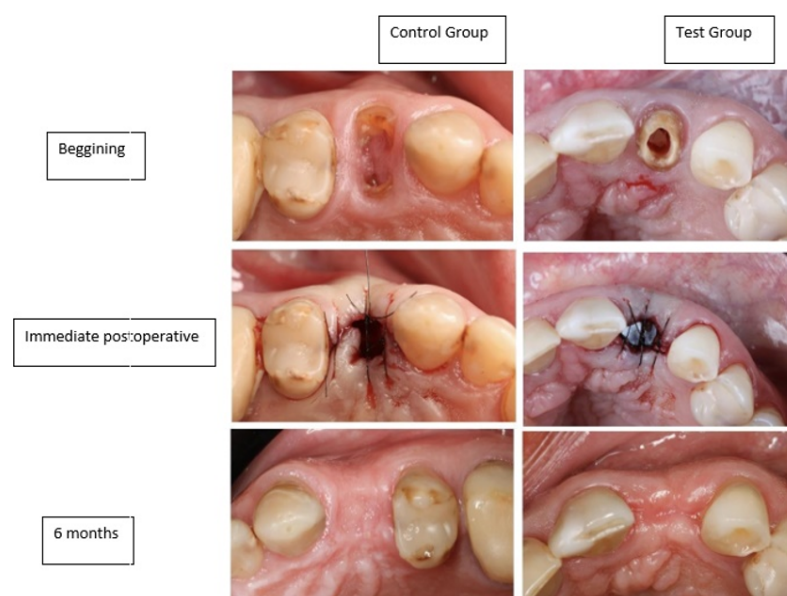 Control Group
Test Group
Beggining
Immediate postoperative
6 months